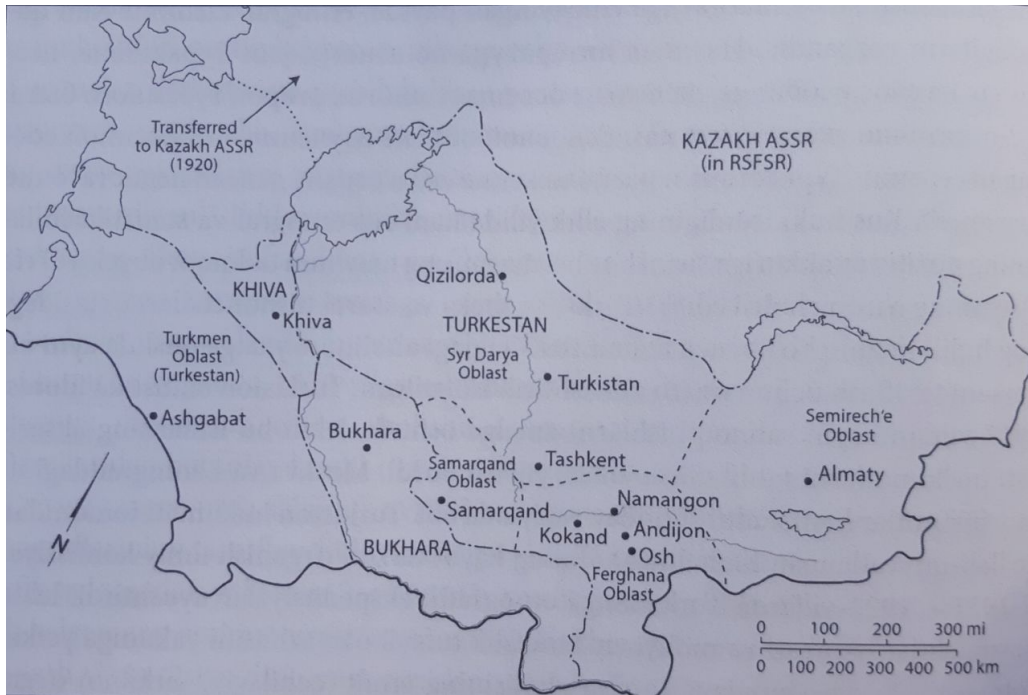 Transferred
to Kazakh ASSR
(1920)
KAZAKH ASSR
(in RSFSR)
Qizilorda
KHIVA
Khiva
TURKESTAN
Syr Darya
Oblast
Turkmen
Oblast
(Turkestan)
Turkistan
Ashgabat
Semirech'e
Oblast
Bukhara
Samarqand
Oblast
Tashkent
Almaty
Samarqand
Namangon
Kokand
Andijon
BUKHARA
Osh
N
Ferghana
Oblast
0 100 200 300 mi
0 100 200 300 400 500 km